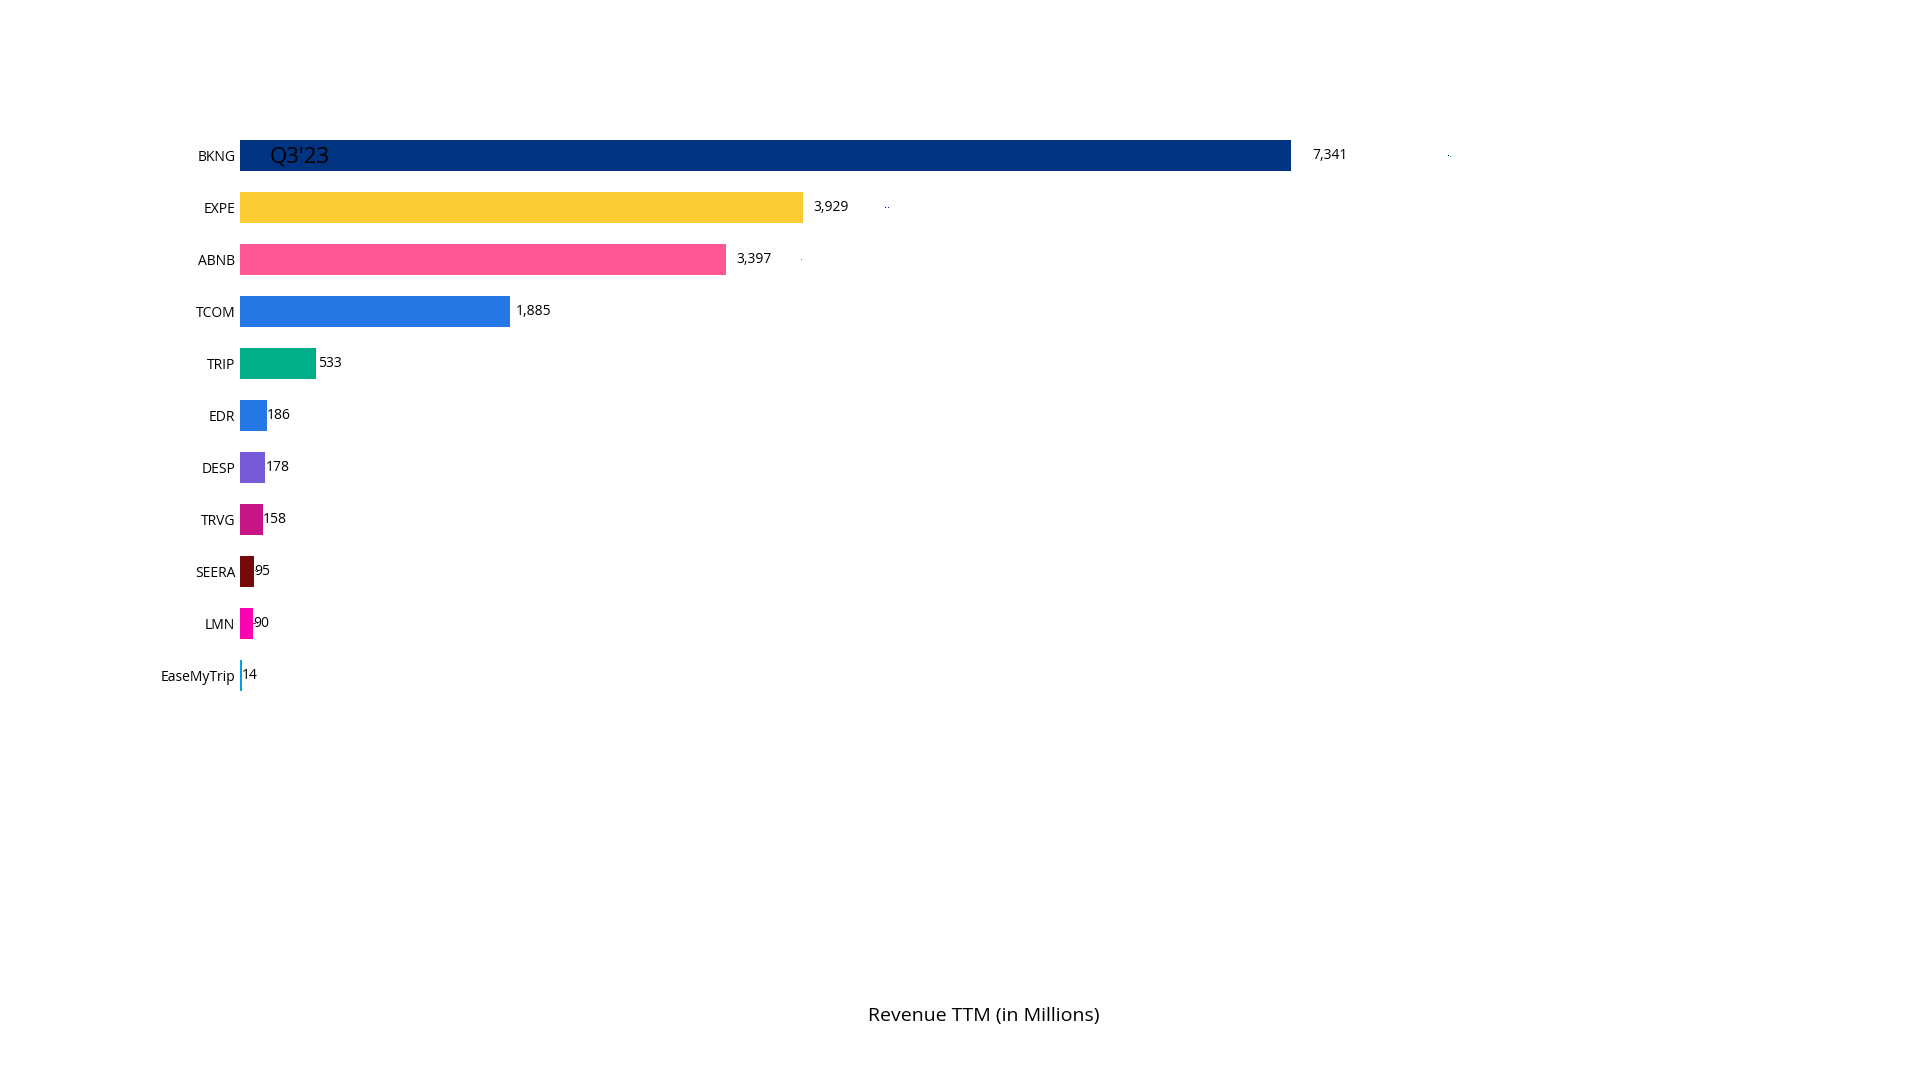 BKNG Q3'23 7,341
EXPE 3,929
ABNB 3,397
TCOM 1,885
TRIP 533
EDR 186
DESP 178
TRVG 158
SEERA 95
LMN 90
EaseMyTrip 14
Revenue TTM (in Millions)